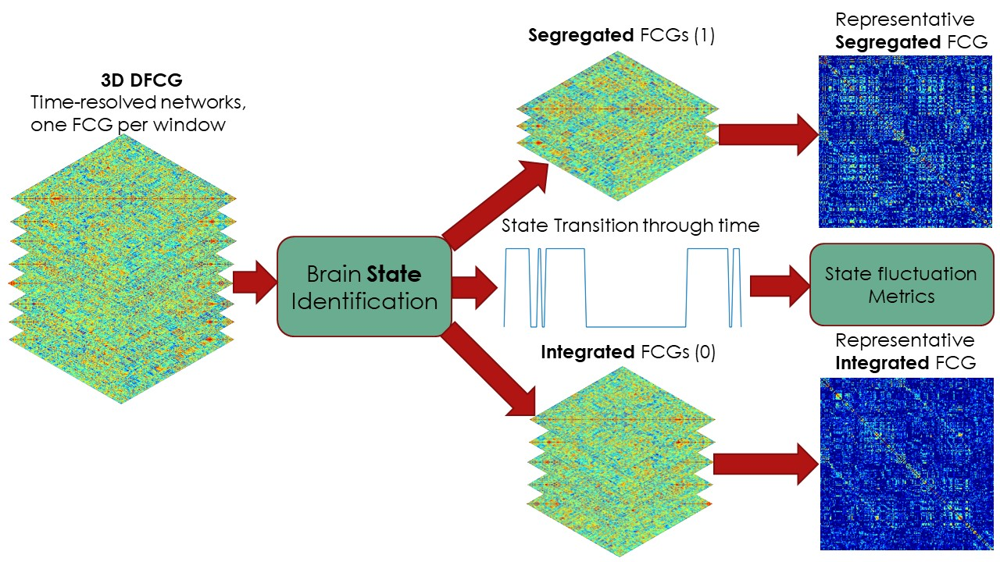 3D DFCG
Time-resolved networks,
one FCG per window
Brain State
Identification
Segregated FCGs (1)
Representative
Segregated FCG
State Transition through time
State fluctuation
Metrics
Integrated FCGs (0)
Representative
Integrated FCG